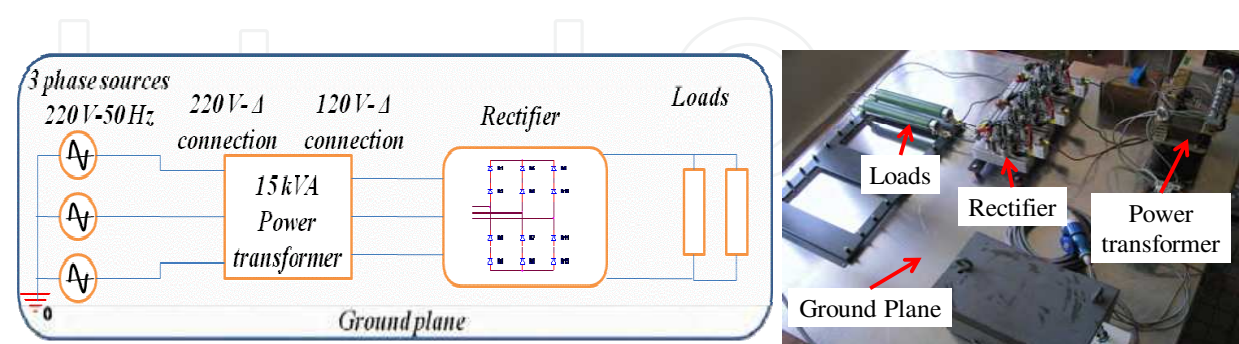 3 phase sources
220 V-50 Hz
220 V-Δ
connection
120 V-Δ
connection
Rectifier
Loads
15 kVA
Power
transformer
0
Ground plane
Loads
Rectifier
Power
transformer
Ground Plane